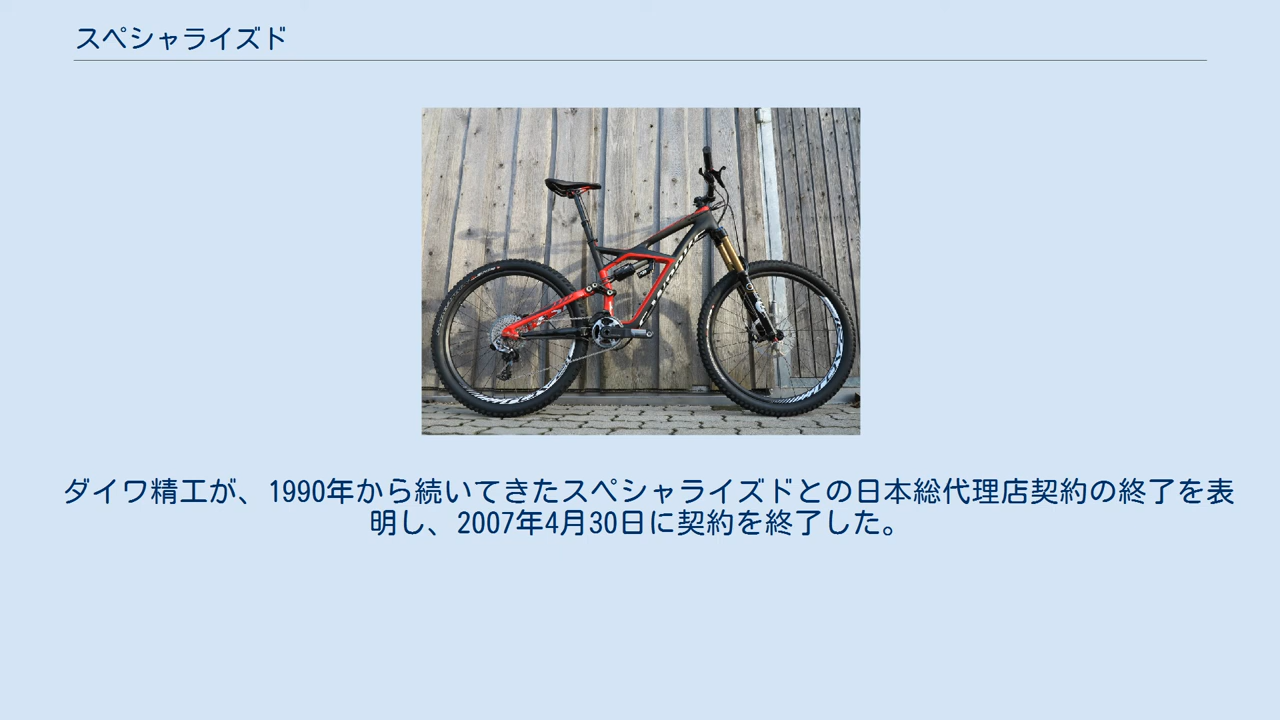 スペシャライズド
ダイワ精工が、1990年から続いてきたスペシャライズドとの日本総代理店契約の終了を表
明し、2007年4月30日に契約を終了した。